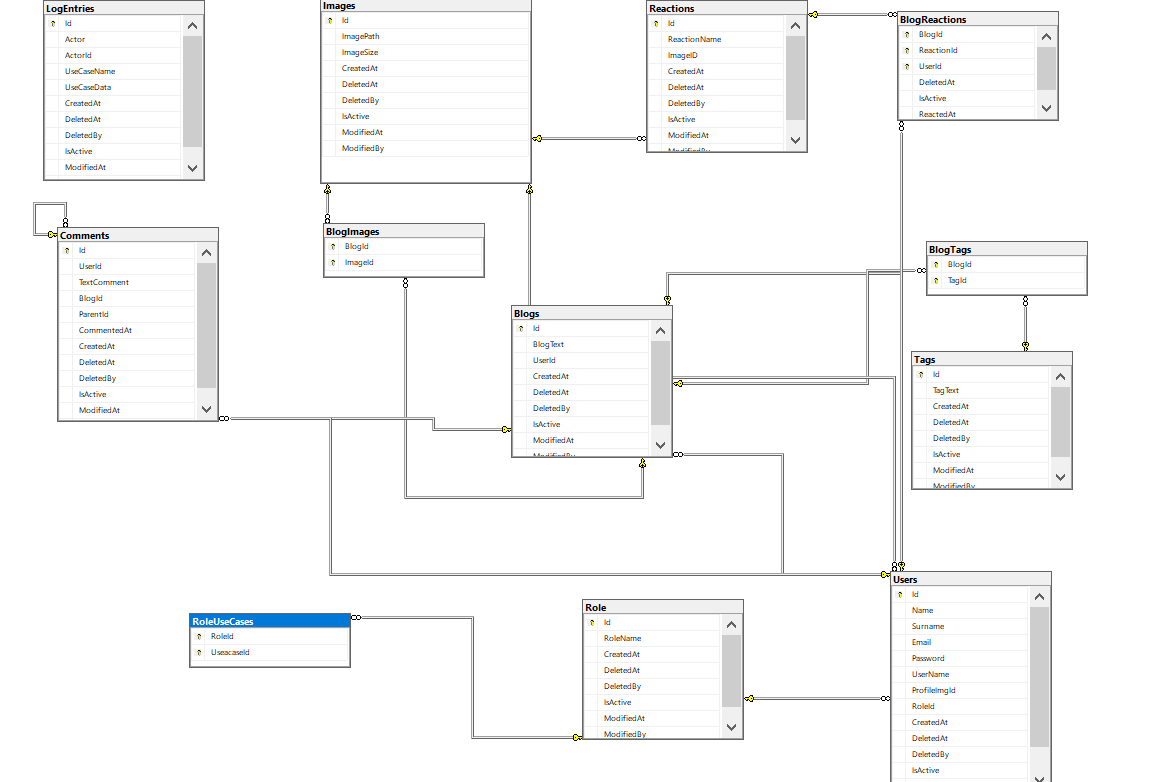 LogEntries
Id
Actor
ActorId
UseCaseName
UseCaseData
CreatedAt
DeletedAt
DeletedBy
IsActive
ModifiedAt
Images
Id
ImagePath
ImageSize
CreatedAt
DeletedAt
DeletedBy
IsActive
ModifiedAt
ModifiedBy
Reactions
Id
ReactionName
ImageID
CreatedAt
DeletedAt
DeletedBy
IsActive
ModifiedAt
ModifiedBy
BlogReactions
BlogId
ReactionId
UserId
DeletedAt
IsActive
ReactedAt
Comments
Id
UserId
TextComment
BlogId
ParentId
CommentedAt
CreatedAt
DeletedAt
DeletedBy
IsActive
ModifiedAt
BlogImages
BlogId
ImageId
BlogTags
BlogId
TagId
Blogs
Id
BlogText
UserId
CreatedAt
DeletedAt
DeletedBy
IsActive
ModifiedAt
ModifiedBy
Tags
Id
TagText
CreatedAt
DeletedAt
DeletedBy
IsActive
ModifiedAt
ModifiedBy
RoleUseCases
RoleId
UseacaseId
Role
Id
RoleName
CreatedAt
DeletedAt
DeletedBy
IsActive
ModifiedAt
ModifiedBy
Users
Id
Name
Surname
Email
Password
UserName
ProfileImgId
RoleId
CreatedAt
DeletedAt
DeletedBy
IsActive